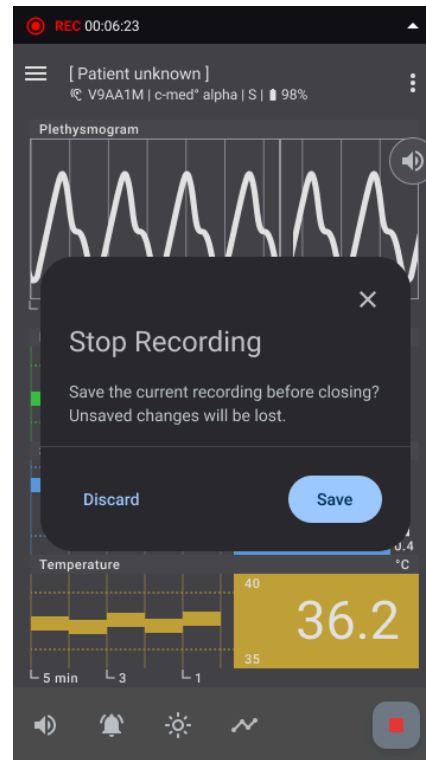 REC 00:06:23
[ Patient unknown ]
V9AA1M | c-med° alpha | S | 98%
Plethysmogram
Stop Recording
Save the current recording before closing?
Unsaved changes will be lost.
Discard
Save
0.4
Temperature
°C
40
36.2
35
5 min
3
1